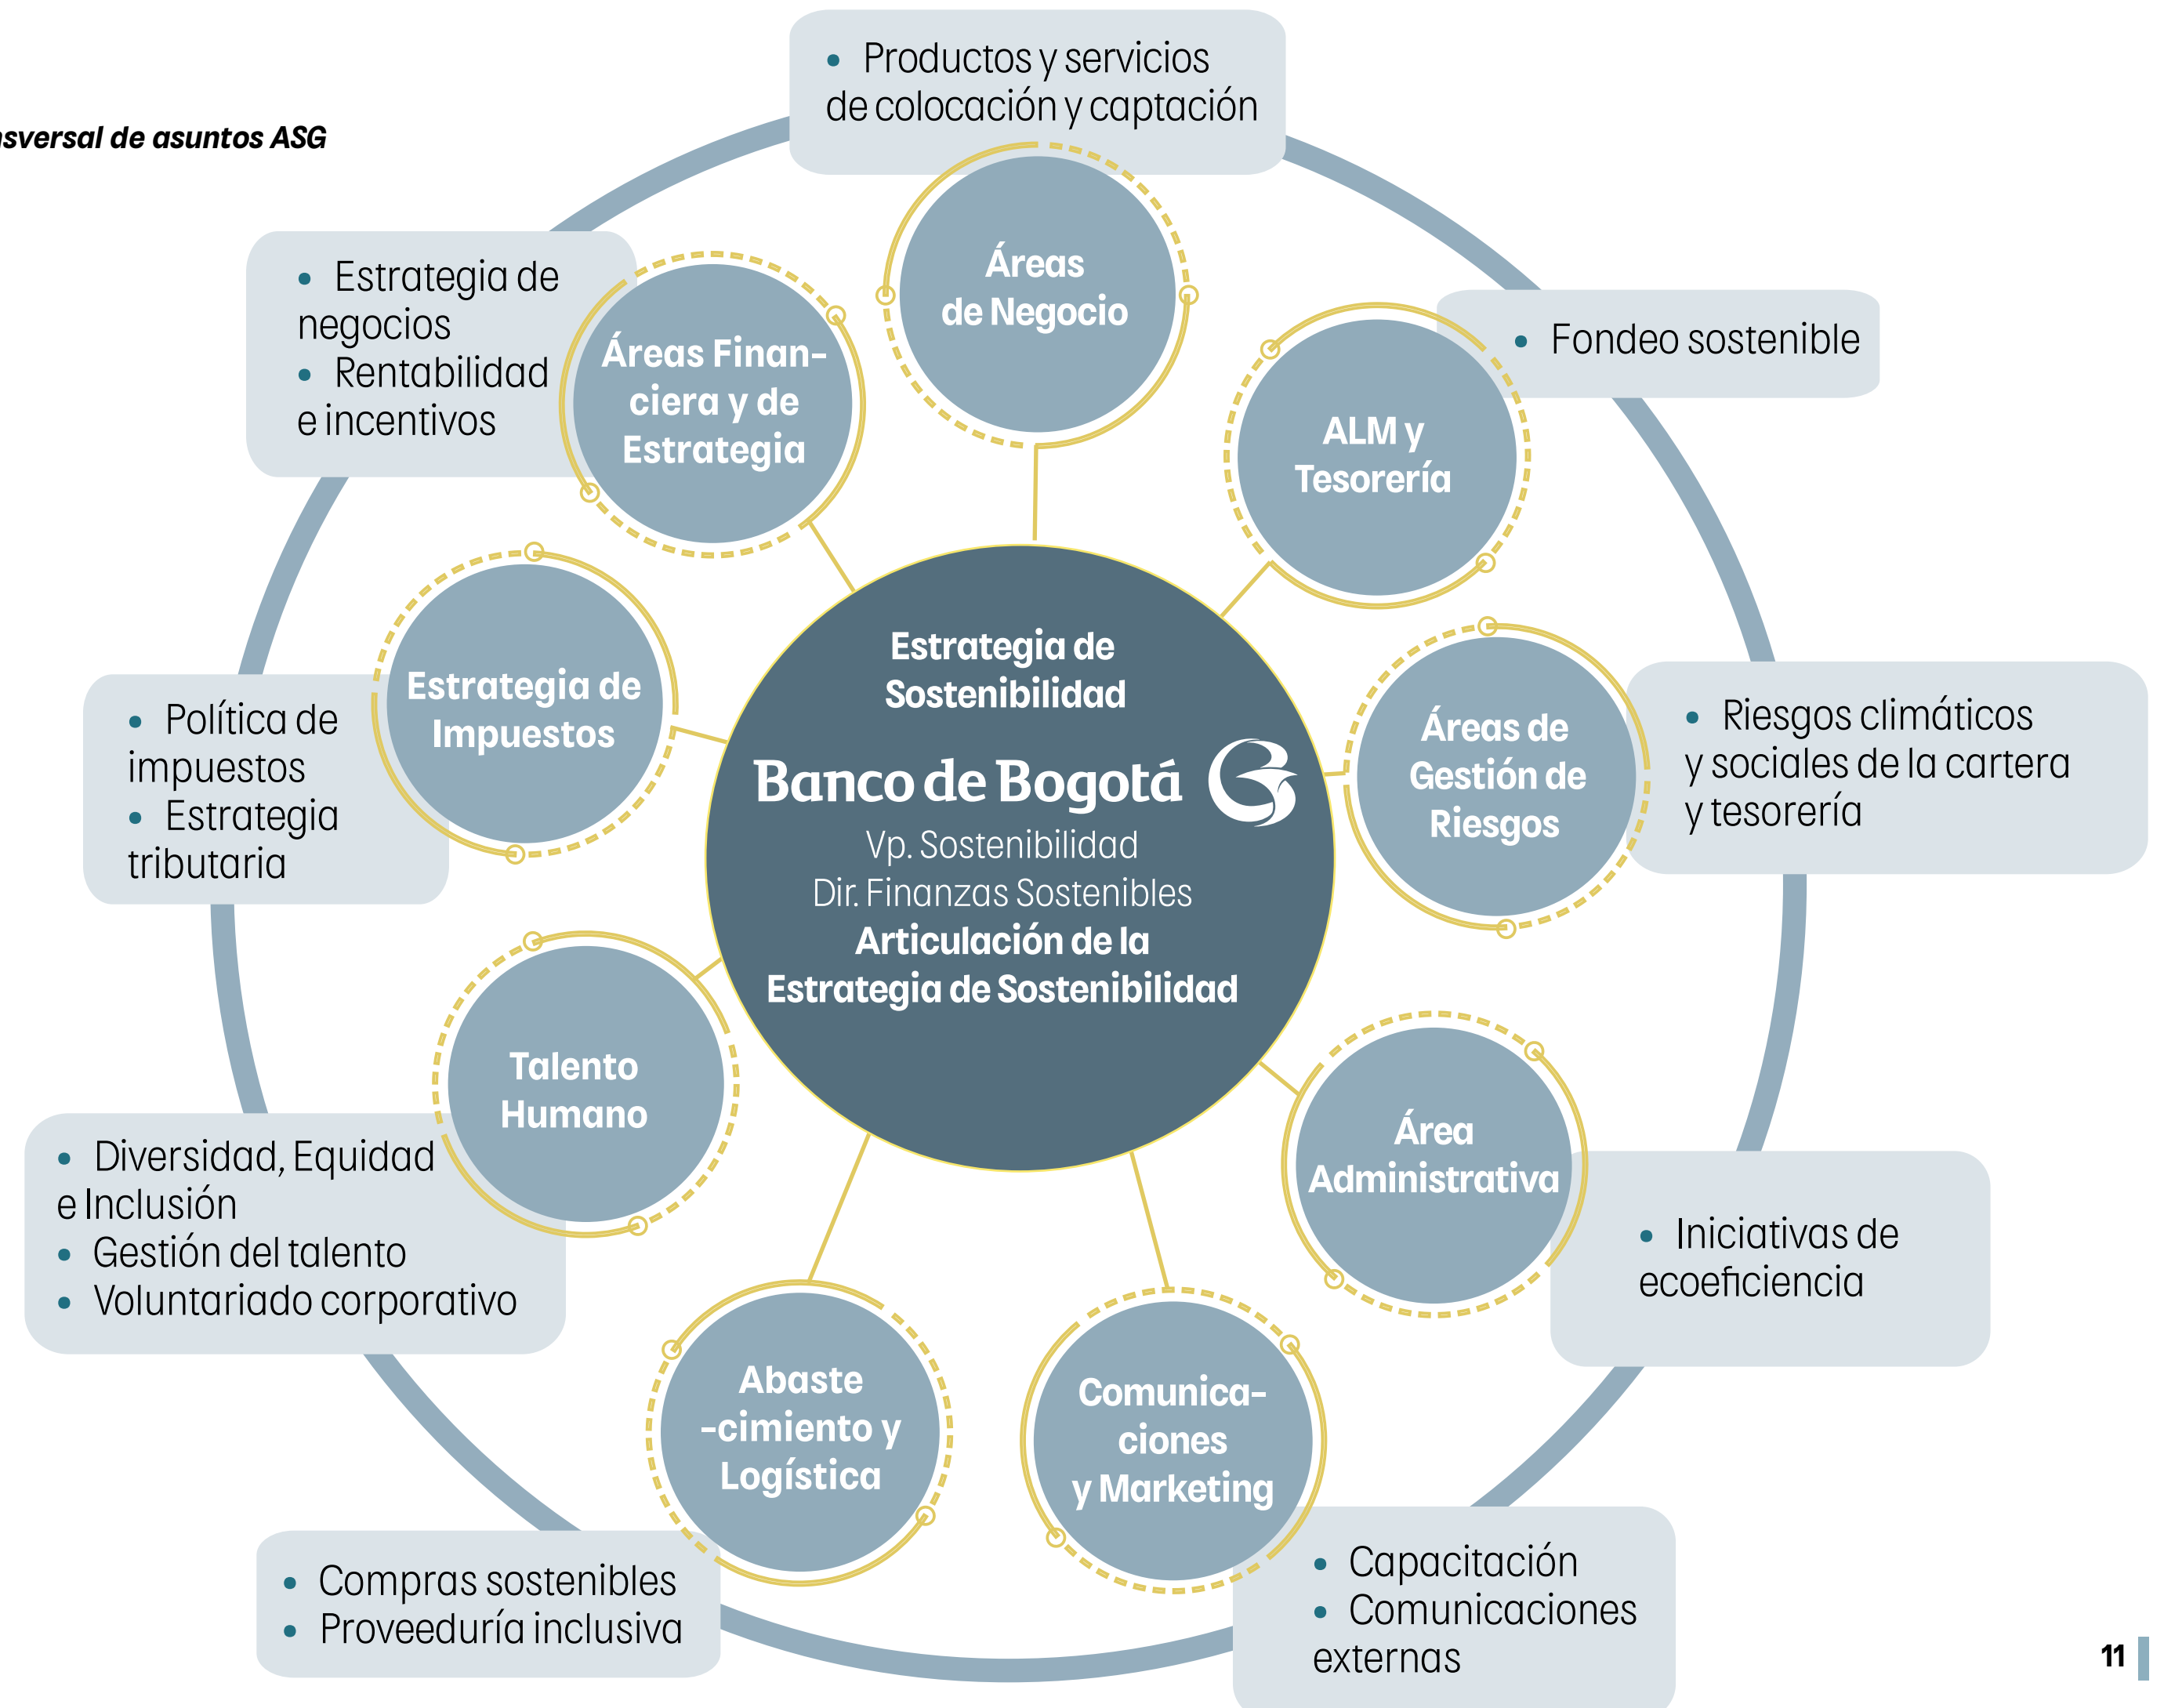 de asuntos ASG
• Productos y servicios
de colocación y captación
Áreas
de Negocio
• Estrategia de
negocios
• Rentabilidad
e incentivos
Áreas Finan-
ciera y de
Estrategia
• Fondeo sostenible
ALM y
Tesorería
Estrategia de
Impuestos
• Política de
impuestos
• Estrategia
tributaria
Estrategia de
Sostenibilidad
Banco de Bogotá
Vp. Sostenibilidad
Dir. Finanzas Sostenibles
Articulación de la
Estrategia de Sostenibilidad
Áreas de
Gestión de
Riesgos
• Riesgos climáticos
y sociales de la cartera
y tesorería
Talento
Humano
• Diversidad, Equidad
e Inclusión
• Gestión del talento
• Voluntariado corporativo
Área
Administrativa
• Iniciativas de
ecoeficiencia
Abaste
-cimiento y
Logística
• Compras sostenibles
• Proveeduría inclusiva
Comunica-
ciones
y Marketing
• Capacitación
• Comunicaciones
externas
11